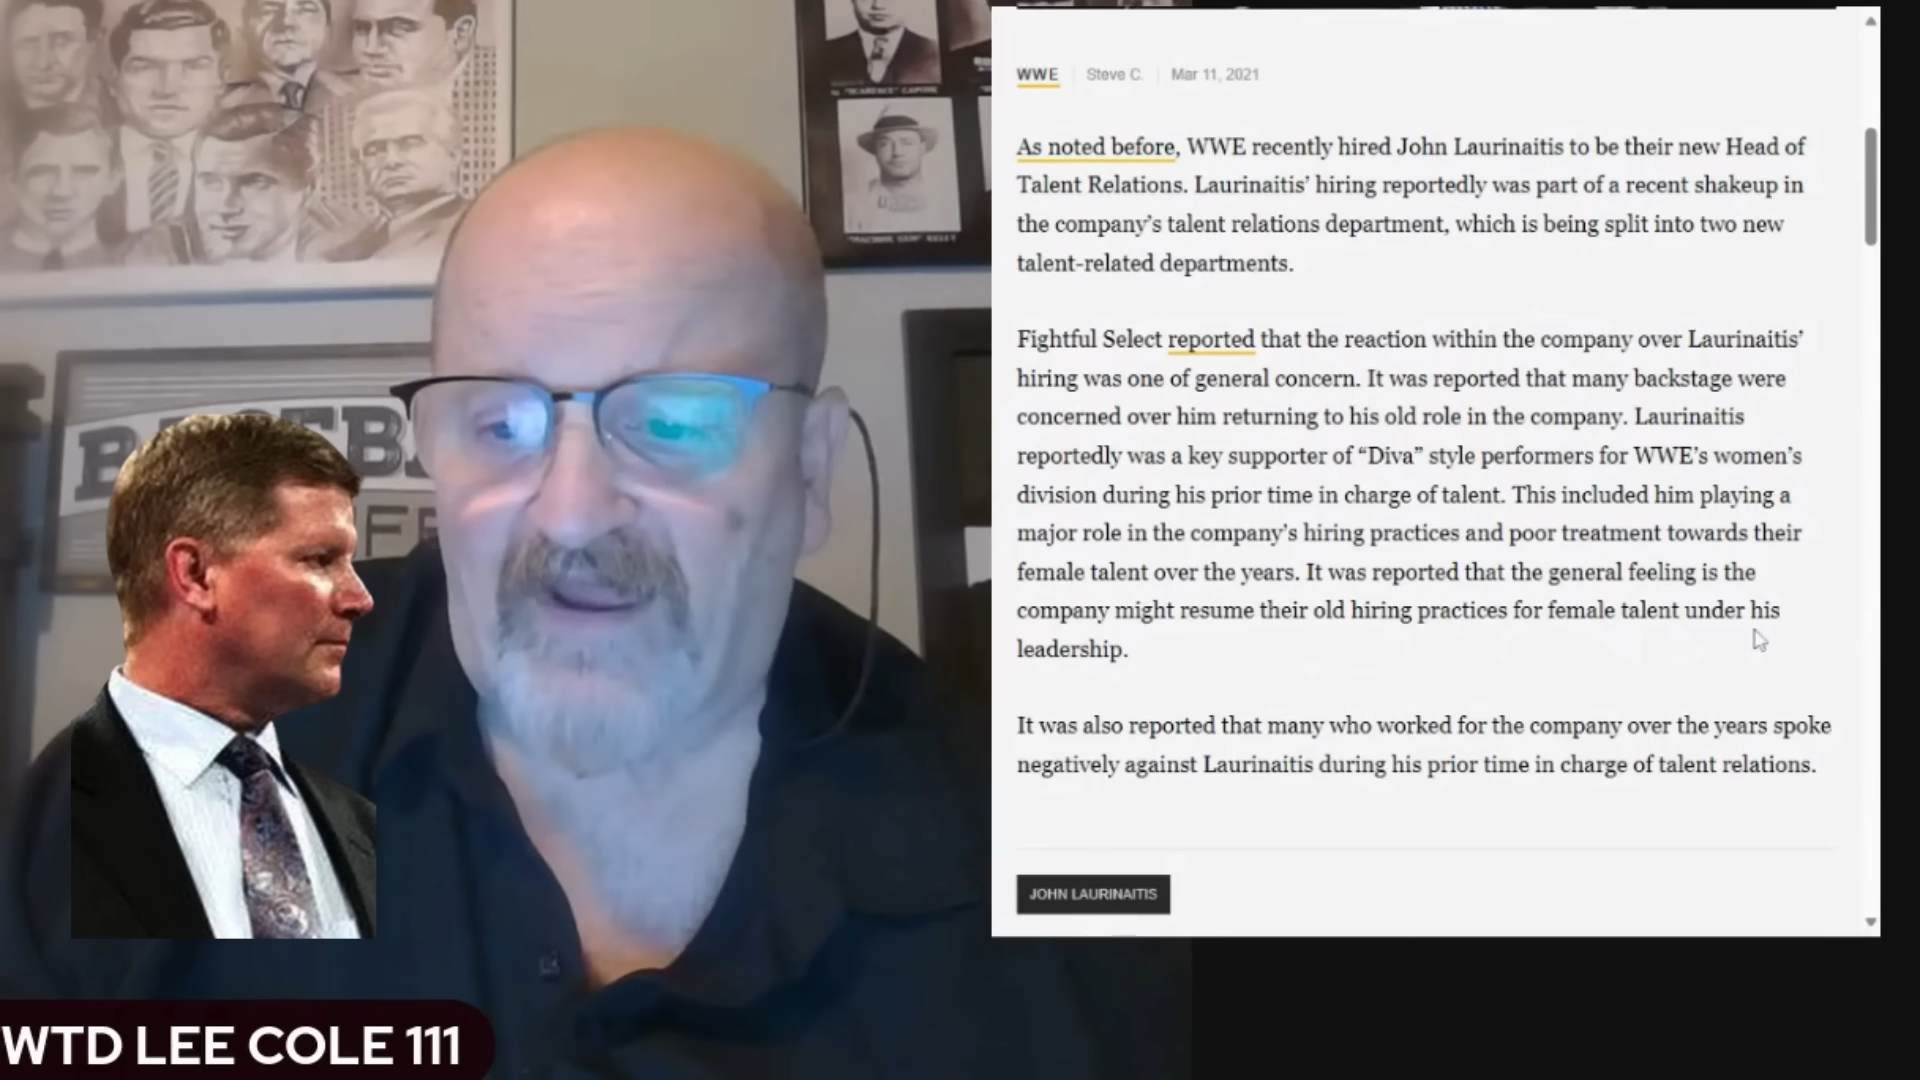 "SCARFACE" CAPONE
"MACHINE GUN" KELLY
WWE Steve C. Mar 11, 2021
As noted before, WWE recently hired John Laurinaitis to be their new Head of
Talent Relations. Laurinaitis’ hiring reportedly was part of a recent shakeup in
the company’s talent relations department, which is being split into two new
talent-related departments.
Fightful Select reported that the reaction within the company over Laurinaitis’
hiring was one of general concern. It was reported that many backstage were
concerned over him returning to his old role in the company. Laurinaitis
reportedly was a key supporter of “Diva” style performers for WWE’s women’s
division during his prior time in charge of talent. This included him playing a
major role in the company’s hiring practices and poor treatment towards their
female talent over the years. It was reported that the general feeling is the
company might resume their old hiring practices for female talent under his
leadership.
It was also reported that many who worked for the company over the years spoke
negatively against Laurinaitis during his prior time in charge of talent relations.
JOHN LAURINAITIS
WTD LEE COLE 111